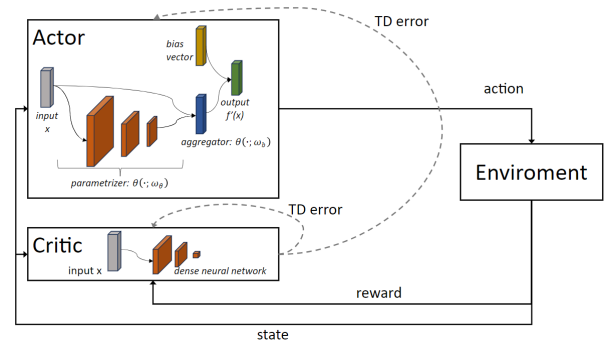 TD error
Actor
bias
vector
input
x
output
f'(x)
aggregator: θ(·; ω_b)
parametrizer: θ(·; ω_θ)
action
Enviroment
TD error
Critic
input x
dense neural network
reward
state